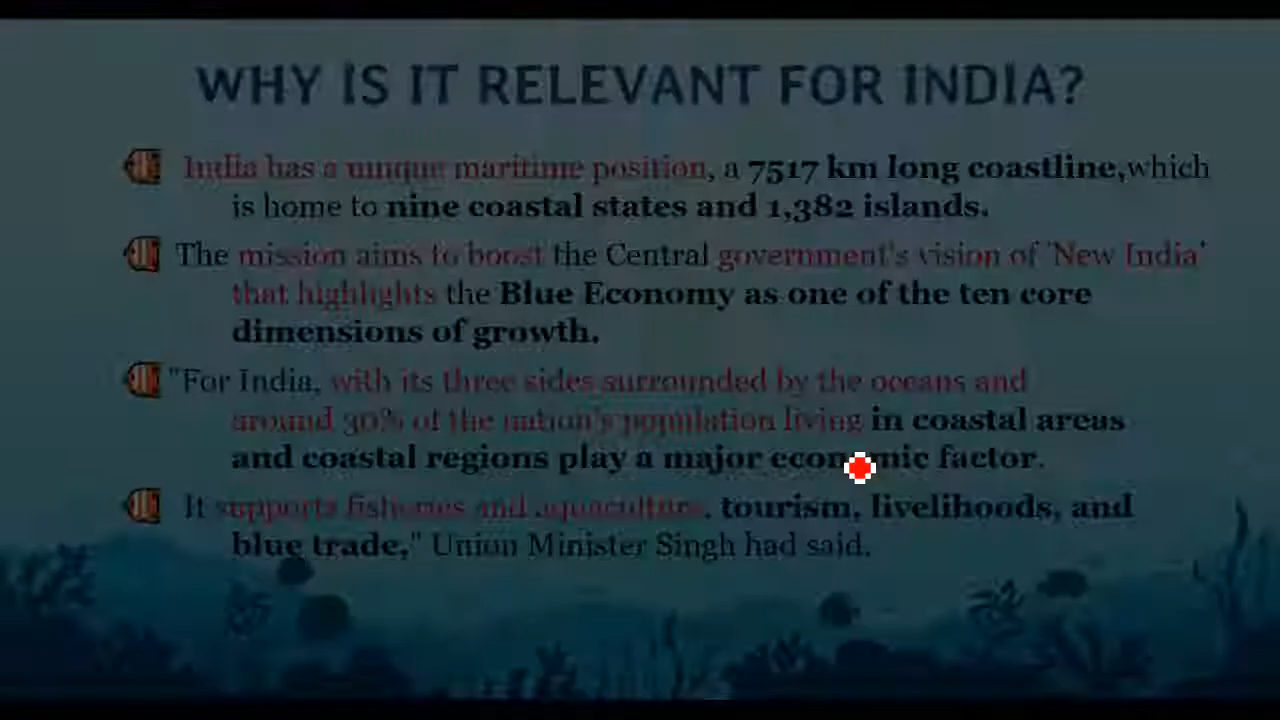 WHY IS IT RELEVANT FOR INDIA?
India has a unique maritime position, a 7517 km long coastline,which
is home to nine coastal states and 1,382 islands.
The mission aims to boost the Central government's vision of 'New India'
that highlights the Blue Economy as one of the ten core
dimensions of growth.
"For India, with its three sides surrounded by the oceans and
around 30% of the nation's population living in coastal areas
and coastal regions play a major economic factor.
It supports fisheries and aquaculture, tourism, livelihoods, and
blue trade," Union Minister Singh had said.